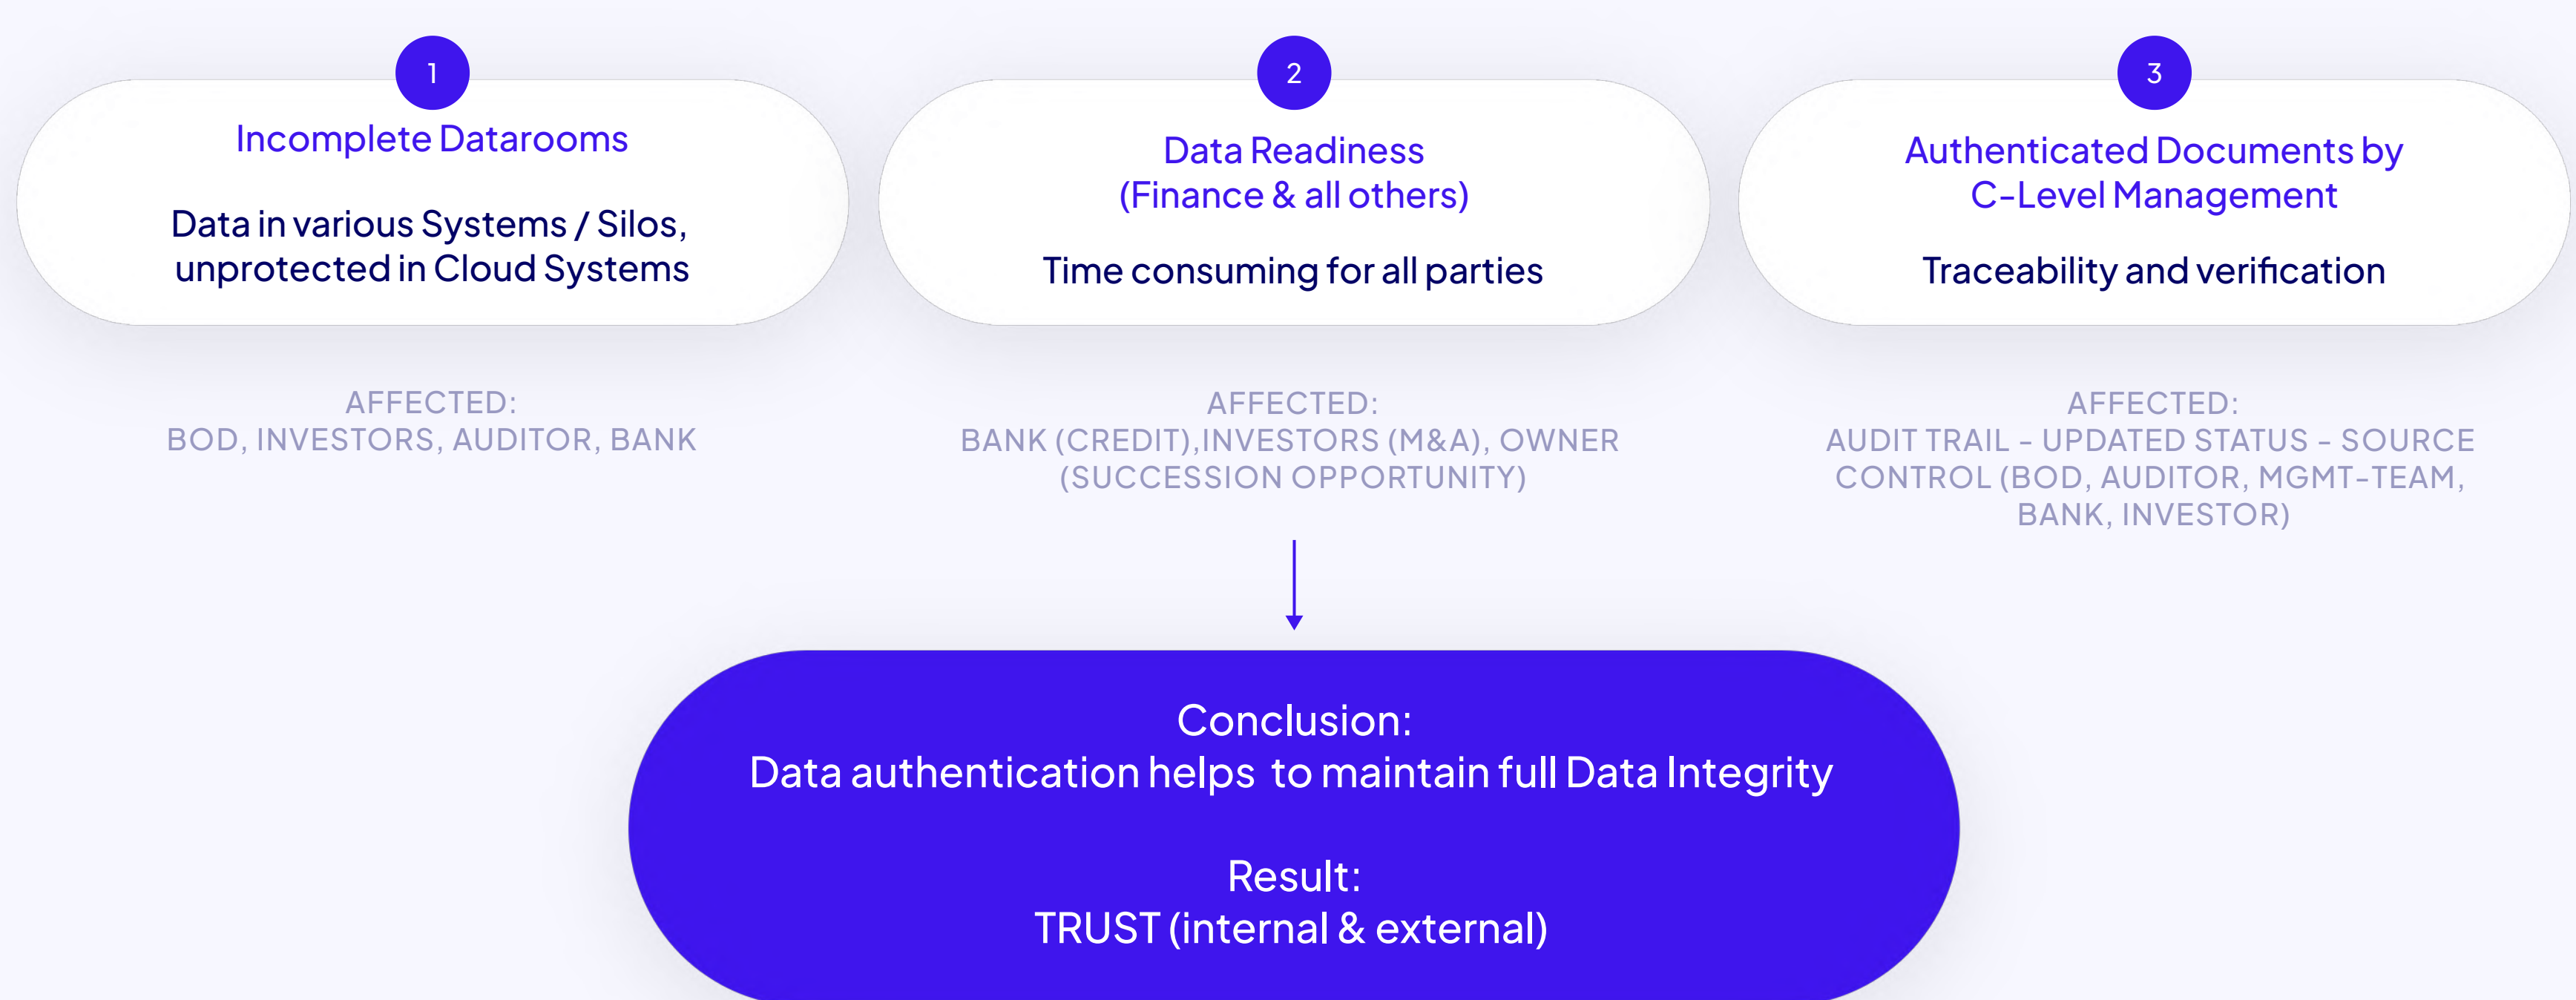 1
Incomplete Datarooms
Data in various Systems / Silos,
unprotected in Cloud Systems
AFFECTED:
BOD, INVESTORS, AUDITOR, BANK
2
Data Readiness
(Finance & all others)
Time consuming for all parties
AFFECTED:
BANK (CREDIT),INVESTORS (M&A), OWNER
(SUCCESSION OPPORTUNITY)
3
Authenticated Documents by
C-Level Management
Traceability and verification
AFFECTED:
AUDIT TRAIL - UPDATED STATUS - SOURCE
CONTROL (BOD, AUDITOR, MGMT-TEAM,
BANK, INVESTOR)
Conclusion:
Data authentication helps  to maintain full Data Integrity
Result:
TRUST (internal & external)